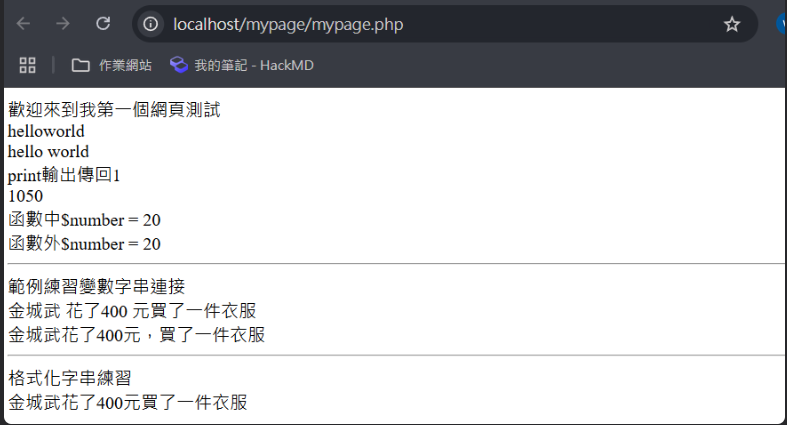 localhost/mypage/mypage.php
作業網站
我的筆記 - HackMD
歡迎來到我第一個網頁測試
helloworld
hello world
print輸出傳回1
1050
函數中$number = 20
函數外$number = 20
範例練習變數字串連接
金城武 花了400 元買了一件衣服
金城武花了400元，買了一件衣服
格式化字串練習
金城武花了400元買了一件衣服